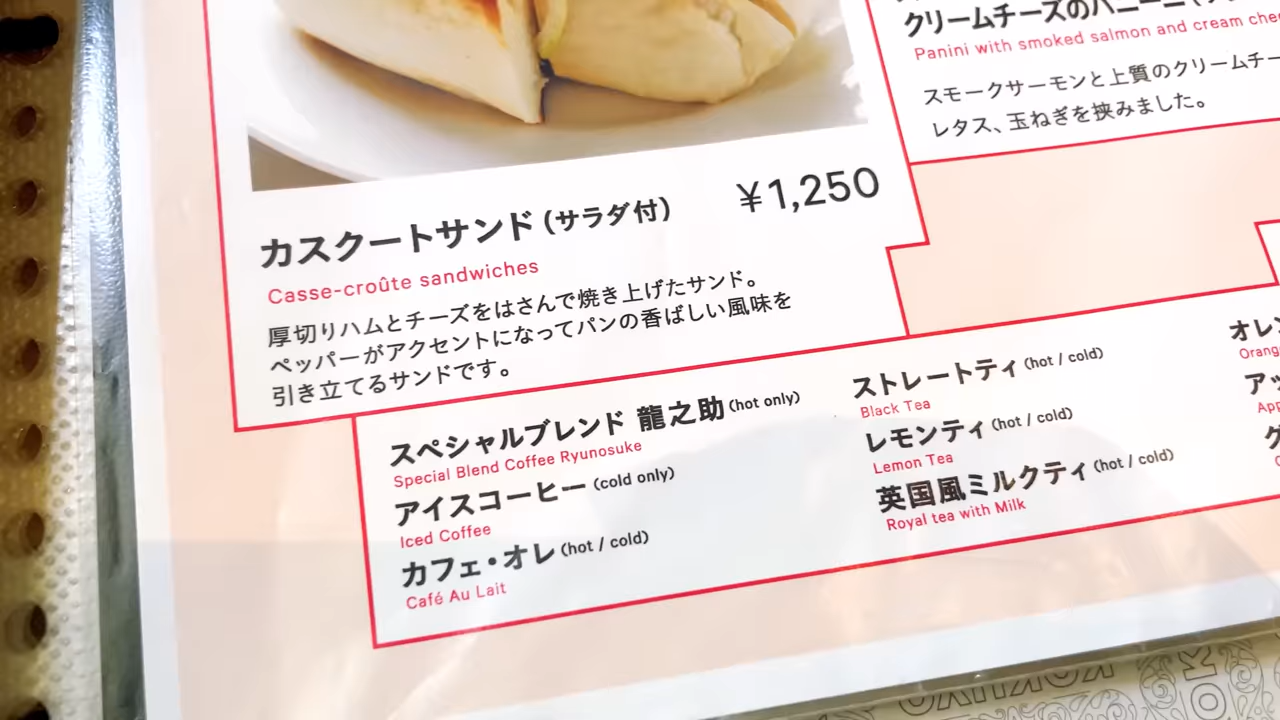 ¥1,250
カスクートサンド(サラダ付)
Casse-croûte sandwiches
厚切りハムとチーズをはさんで焼き上げたサンド。
ペッパーがアクセントになってパンの香ばしい風味を
引き立てるサンドです。
クリームチーズのパニーニ
Panini with smoked salmon and cream
スモークサーモンと上質のクリームチー
レタス、玉ねぎを挟みました。
スペシャルブレンド 龍之助(hot only)
Special Blend Coffee Ryunosuke
アイスコーヒー(cold only)
Iced Coffee
カフェ・オレ(hot / cold)
Café Au Lait
ストレートティ(hot / cold)
Black Tea
レモンティ(hot / cold)
Lemon Tea
英国風ミルクティ(hot / cold)
Royal tea with Milk